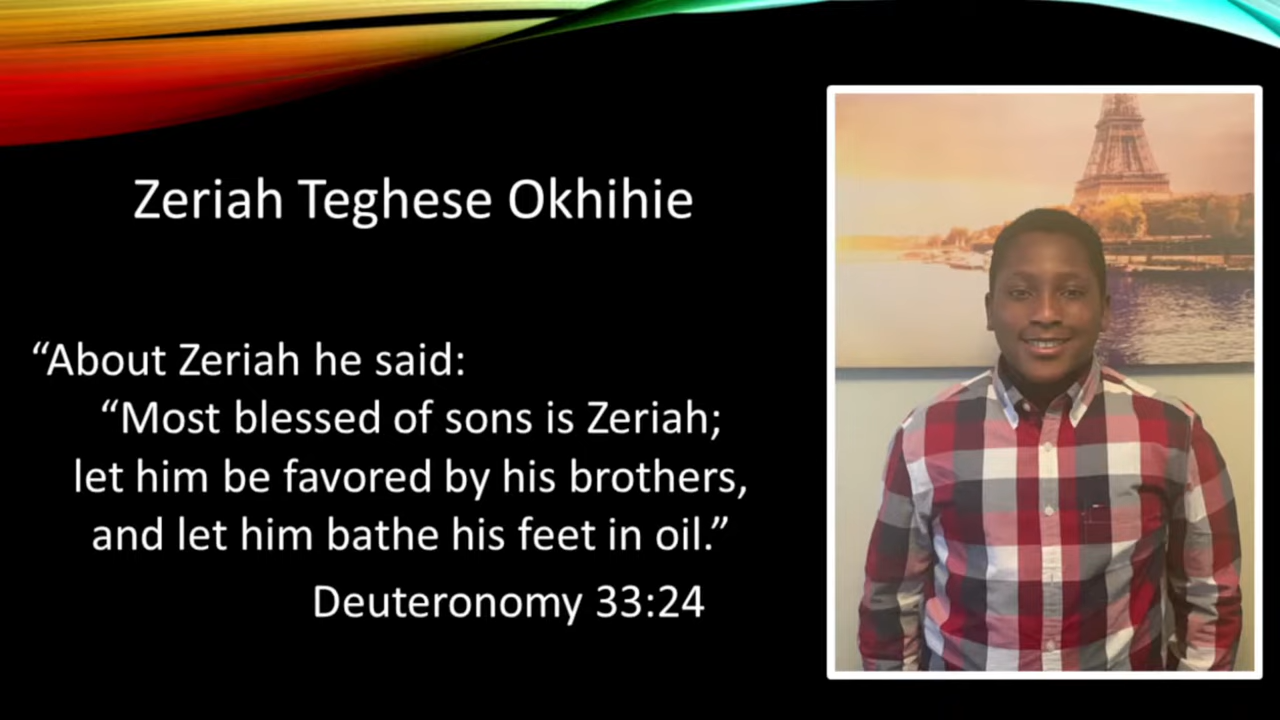 Zeriah Teghese Okhihie
“About Zeriah he said:
“Most blessed of sons is Zeriah;
let him be favored by his brothers,
and let him bathe his feet in oil.”
Deuteronomy 33:24